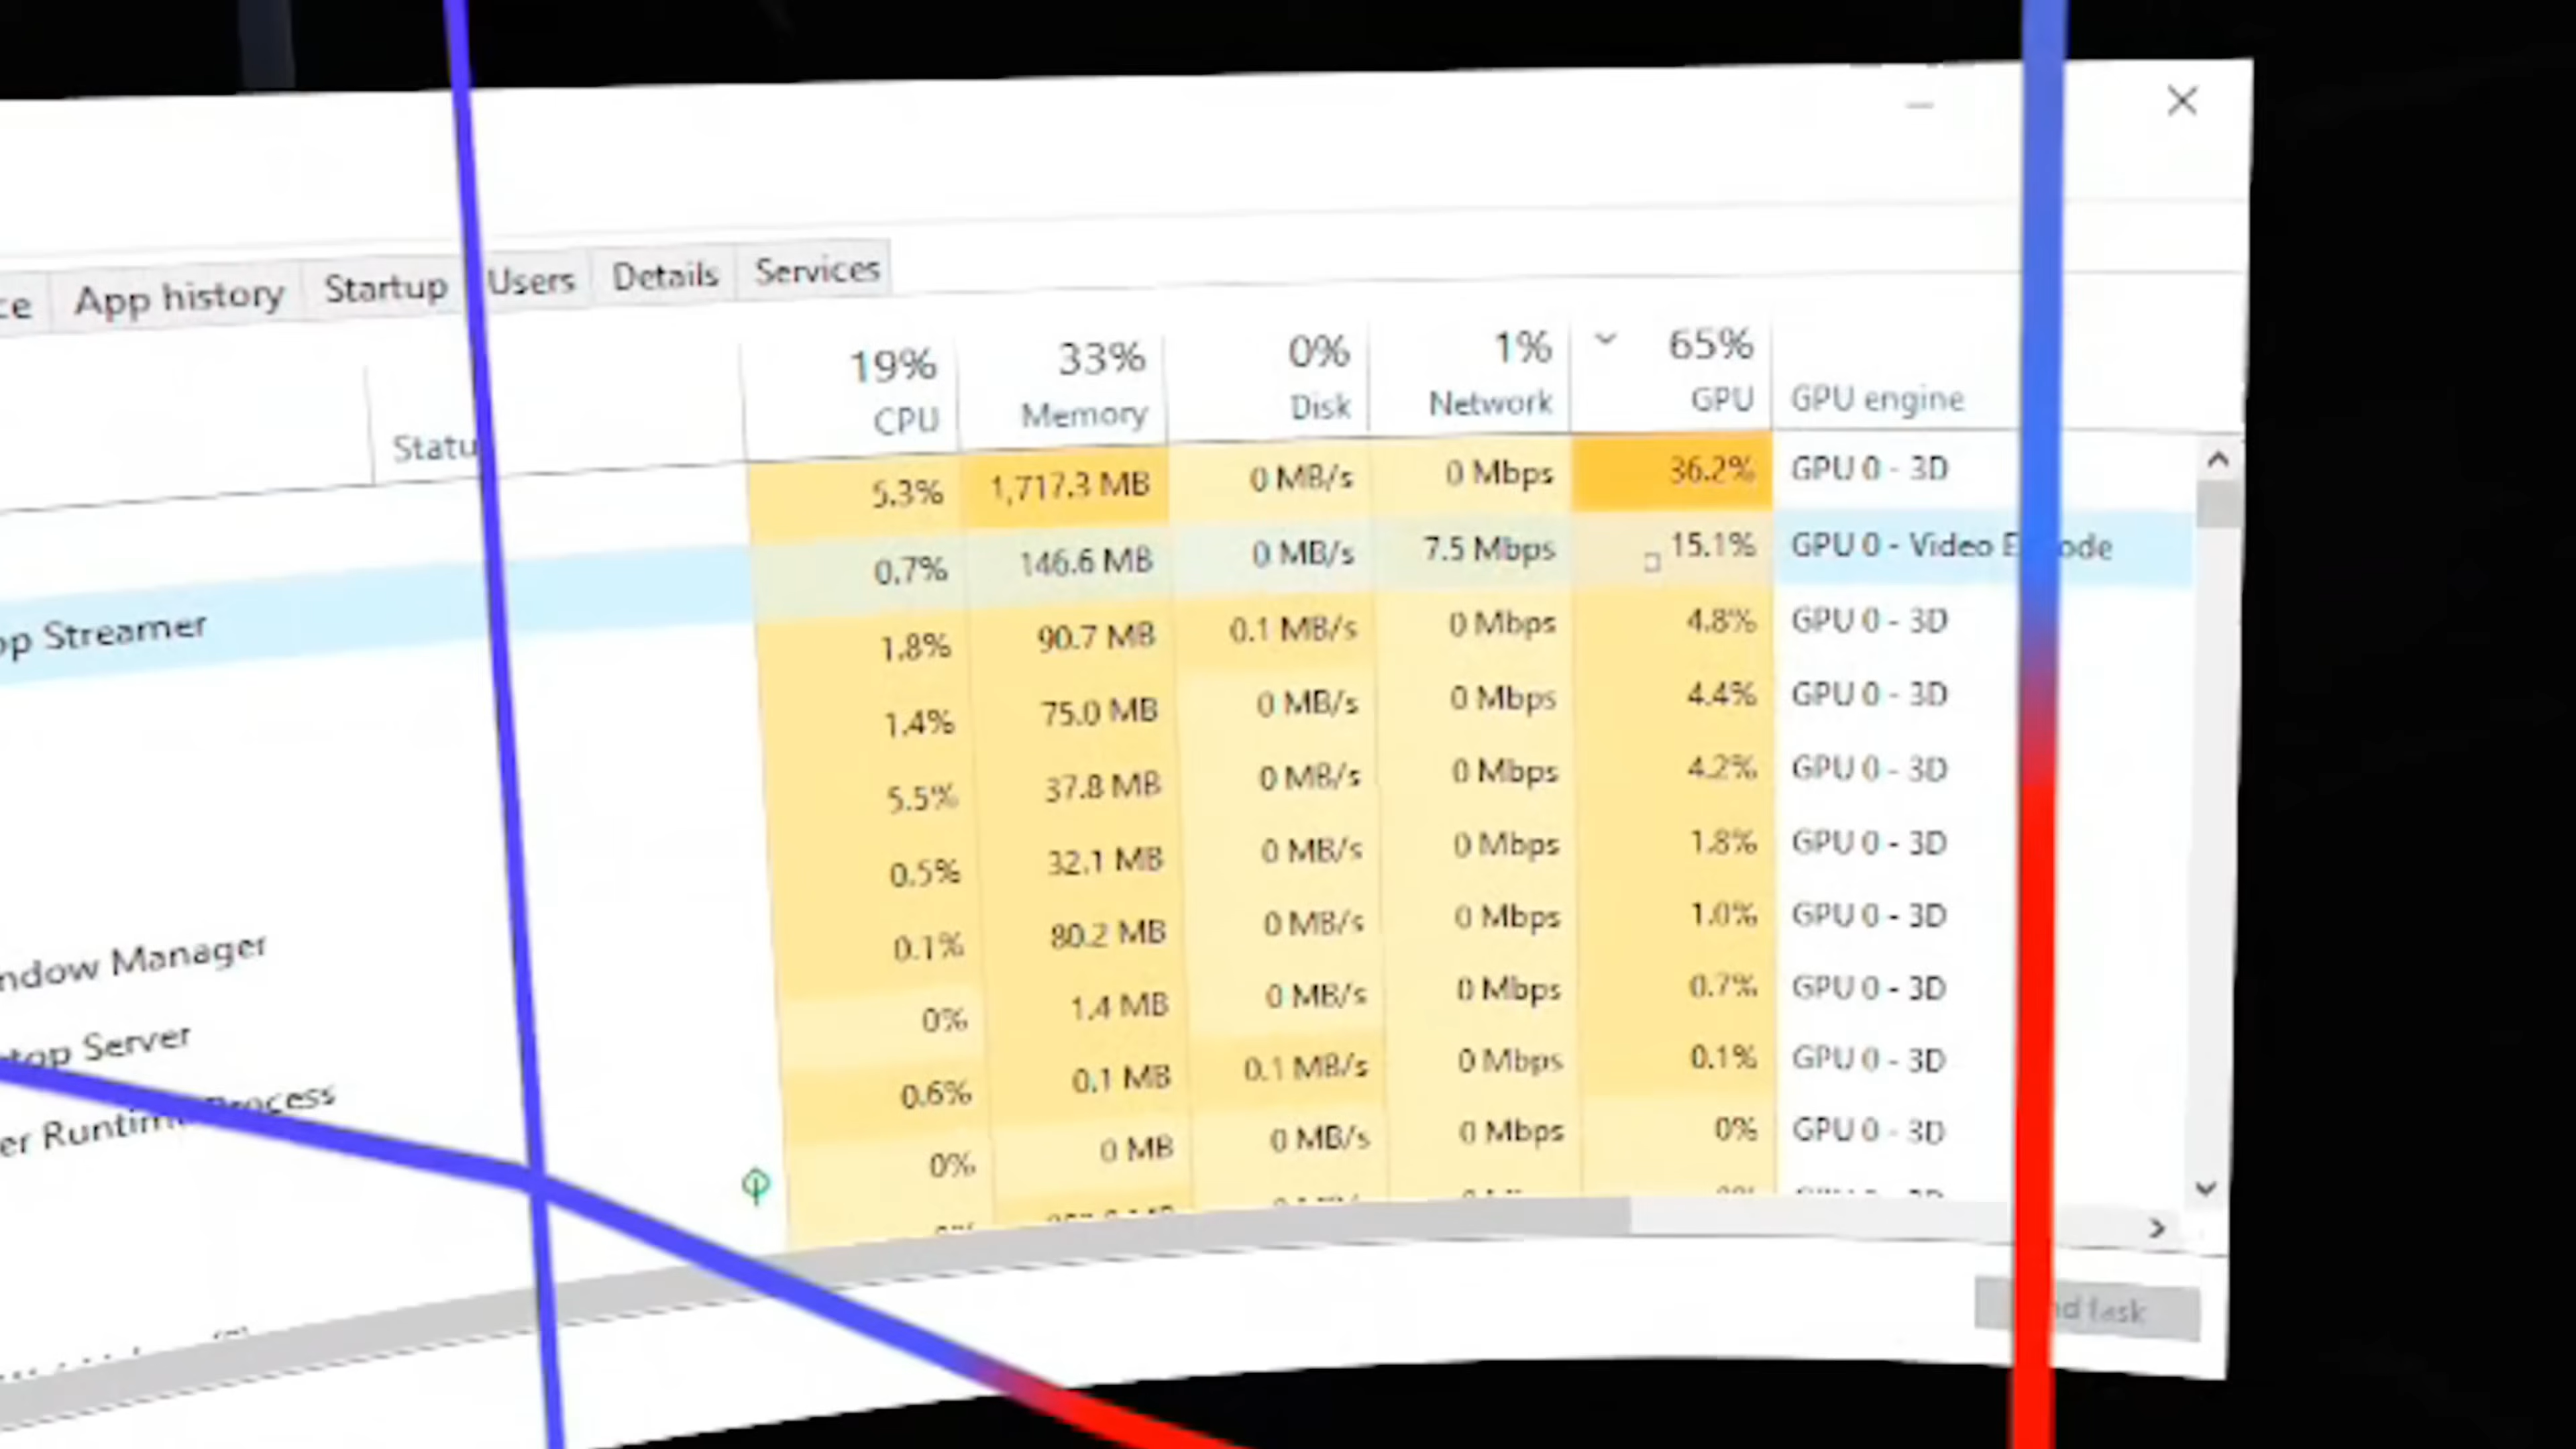 App history Startup Users Details Services
19% 33% 0% 1% 65%
Status CPU Memory Disk Network GPU GPU engine
5.3% 1,717.3 MB 0 MB/s 0 Mbps 36.2% GPU 0 - 3D
op Streamer 0.7% 146.6 MB 0 MB/s 7.5 Mbps 15.1% GPU 0 - Video Encode
1.8% 90.7 MB 0.1 MB/s 0 Mbps 4.8% GPU 0 - 3D
1.4% 75.0 MB 0 MB/s 0 Mbps 4.4% GPU 0 - 3D
5.5% 37.8 MB 0 MB/s 0 Mbps 4.2% GPU 0 - 3D
0.5% 32.1 MB 0 MB/s 0 Mbps 1.8% GPU 0 - 3D
ndow Manager 0.1% 80.2 MB 0 MB/s 0 Mbps 1.0% GPU 0 - 3D
top Server 0% 1.4 MB 0 MB/s 0 Mbps 0.7% GPU 0 - 3D
er Runtime Process 0.6% 0.1 MB 0.1 MB/s 0 Mbps 0.1% GPU 0 - 3D
0% 0 MB 0 MB/s 0 Mbps 0% GPU 0 - 3D
End task